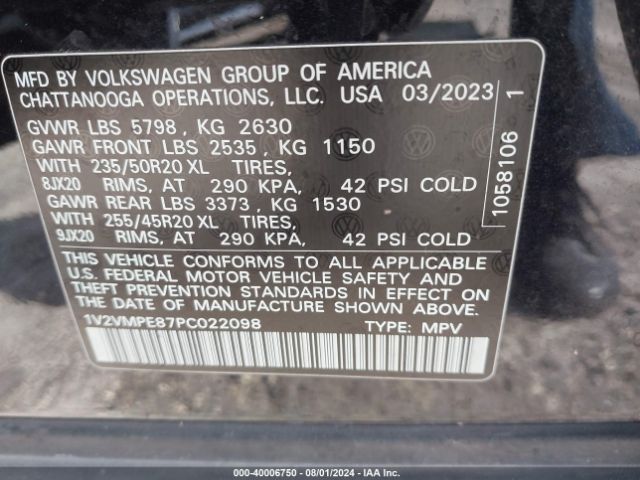 MFD BY VOLKSWAGEN GROUP OF AMERICA
CHATTANOOGA OPERATIONS, LLC. USA 03/2023
GVWR LBS 5798, KG 2630
GAWR FRONT LBS 2535, KG 1150
WITH 235/50R20 XL TIRES,
8JX20 RIMS, AT 290 KPA, 42 PSI COLD
GAWR REAR LBS 3373, KG 1530
WITH 255/45R20 XL TIRES,
9JX20 RIMS, AT 290 KPA, 42 PSI COLD
THIS VEHICLE CONFORMS TO ALL APPLICABLE
U.S. FEDERAL MOTOR VEHICLE SAFETY AND
THEFT PREVENTION STANDARDS IN EFFECT ON
THE DATE OF MANUFACTURE SHOWN ABOVE.
1V2VMPE87PC022098 TYPE: MPV
1058106 1
000-40006750 - 08/01/2024 - IAA Inc.